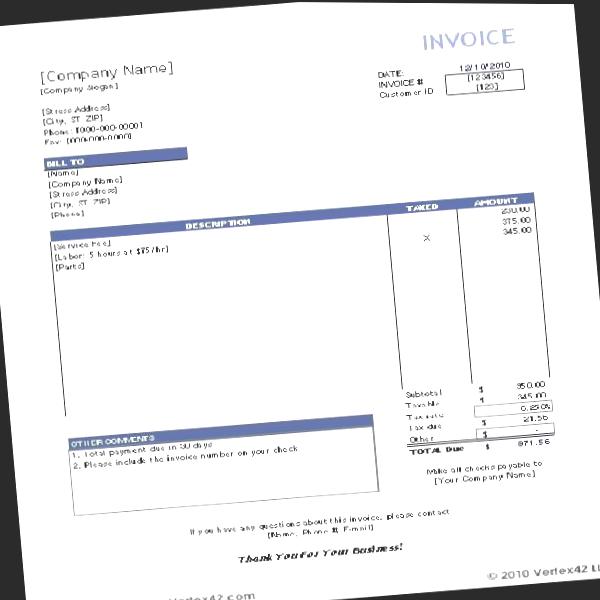 INVOICE
[Company Name]
[Company Slogan]
DATE: 12/10/2010
INVOICE # [123456]
Customer ID [123]
[Street Address]
[City, ST ZIP]
Phone: [000-000-0000]
Fax: [000-000-0000]
BILL TO
[Name]
[Company Name]
[Street Address]
[City, ST ZIP]
[Phone]
DESCRIPTION TAXED AMOUNT
[Service Fee] 230.00
[Labor: 5 hours at $75/hr] 375.00
[Parts] X 345.00
Subtotal $ 950.00
Taxable $ 345.00
Tax rate 6.250%
Tax due $ 21.56
Other $ -
TOTAL Due $ 971.56
OTHER COMMENTS
1. Total payment due in 30 days
2. Please include the invoice number on your check
Make all checks payable to
[Your Company Name]
If you have any questions about this invoice, please contact
[Name, Phone #, E-mail]
Thank You For Your Business!
Vertex42.com
© 2010 Vertex42